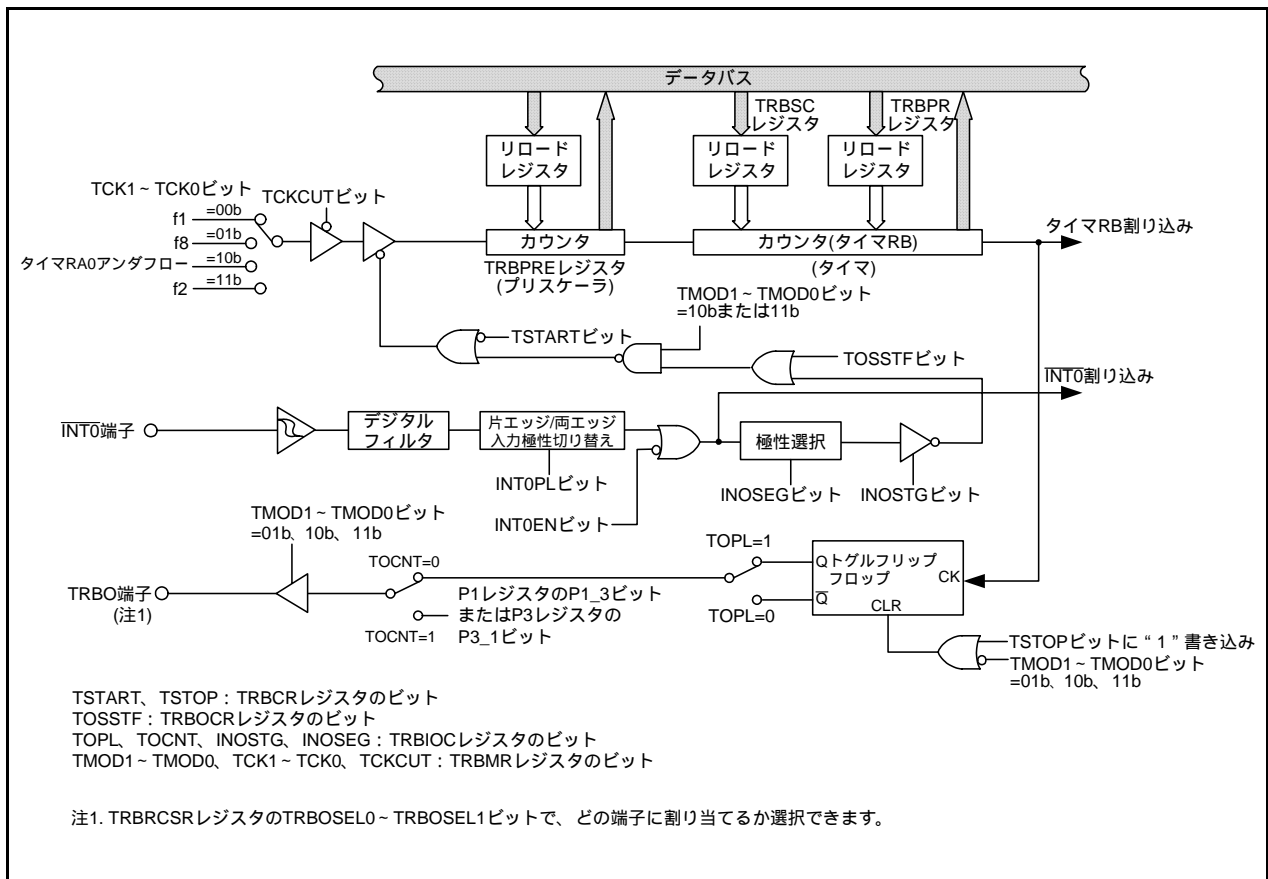 データバス
TRBSC
レジスタ
TRBPR
レジスタ
リロード
レジスタ
リロード
レジスタ
リロード
レジスタ
TCK1~TCK0ビット
TCKCUTビット
f1
=00b
f8
=01b
タイマRA0アンダフロー
=10b
f2
=11b
カウンタ
TRBPREレジスタ
(プリスケーラ)
カウンタ(タイマRB)
(タイマ)
タイマRB割り込み
TMOD1~TMOD0ビット
=10bまたは11b
TSTARTビット
TOSSTFビット
INT0割り込み
INT0端子
デジタル
フィルタ
片エッジ/両エッジ
入力極性切り替え
極性選択
INT0PLビット
INOSEGビット
INOSTGビット
INT0ENビット
TMOD1~TMOD0ビット
=01b、10b、11b
TOCNT=0
TOPL=1
Q
トグルフリップ
フロップ
CK
Q
CLR
TRBO端子
(注1)
P1レジスタのP1_3ビット
またはP3レジスタの
P3_1ビット
TOCNT=1
TOPL=0
TSTOPビットに“1”書き込み
TMOD1~TMOD0ビット
=01b、10b、11b
TSTART、TSTOP:TRBCRレジスタのビット
TOSSTF:TRBOCRレジスタのビット
TOPL、TOCNT、INOSTG、INOSEG:TRBIOCレジスタのビット
TMOD1~TMOD0、TCK1~TCK0、TCKCUT:TRBMRレジスタのビット
注1. TRBRCSRレジスタのTRBOSEL0~TRBOSEL1ビットで、どの端子に割り当てるか選択できます。